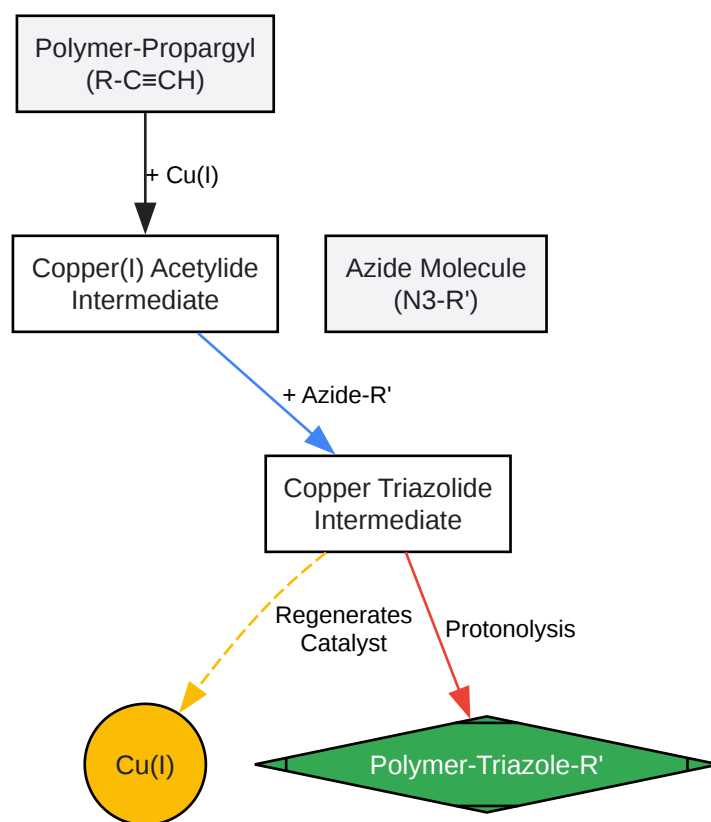 Polymer-Propargyl
(R-C≡CH)
+ Cu(I)
Copper(I) Acetylide
Intermediate
Azide Molecule
(N3-R')
+ Azide-R'
Copper Triazolide
Intermediate
Regenerates
Catalyst
Protonolysis
Cu(I)
Polymer-Triazole-R'